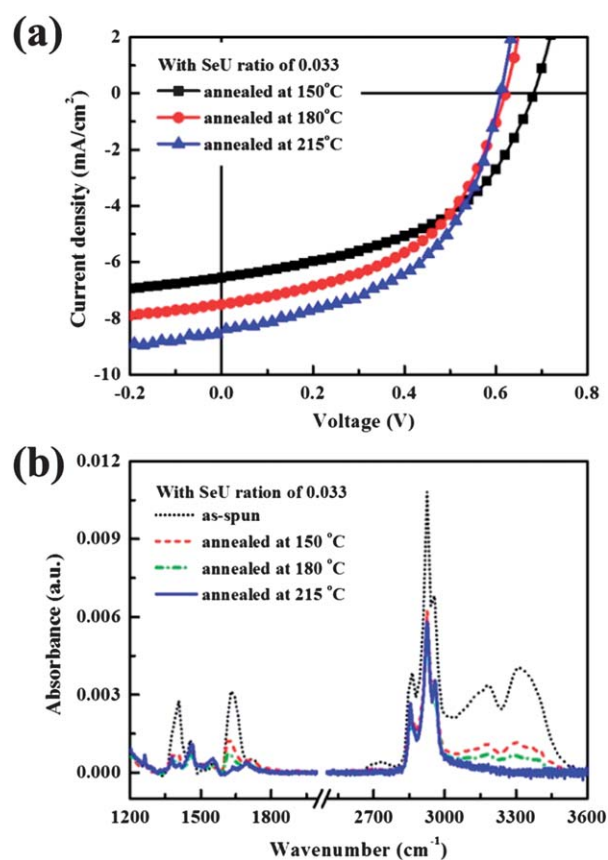 (a)
With SeU ratio of 0.033
annealed at 150°C
annealed at 180°C
annealed at 215°C
Current density (mA/cm²)
2
0
-2
-4
-6
-8
-10
-0.2 0.0 0.2 0.4 0.6 0.8
Voltage (V)
(b)
With SeU ration of 0.033
as-spun
annealed at 150 °C
annealed at 180 °C
annealed at 215 °C
Absorbance (a.u.)
0.012
0.009
0.006
0.003
0.000
1200 1500 1800 2700 3000 3300 3600
Wavenumber (cm⁻¹)